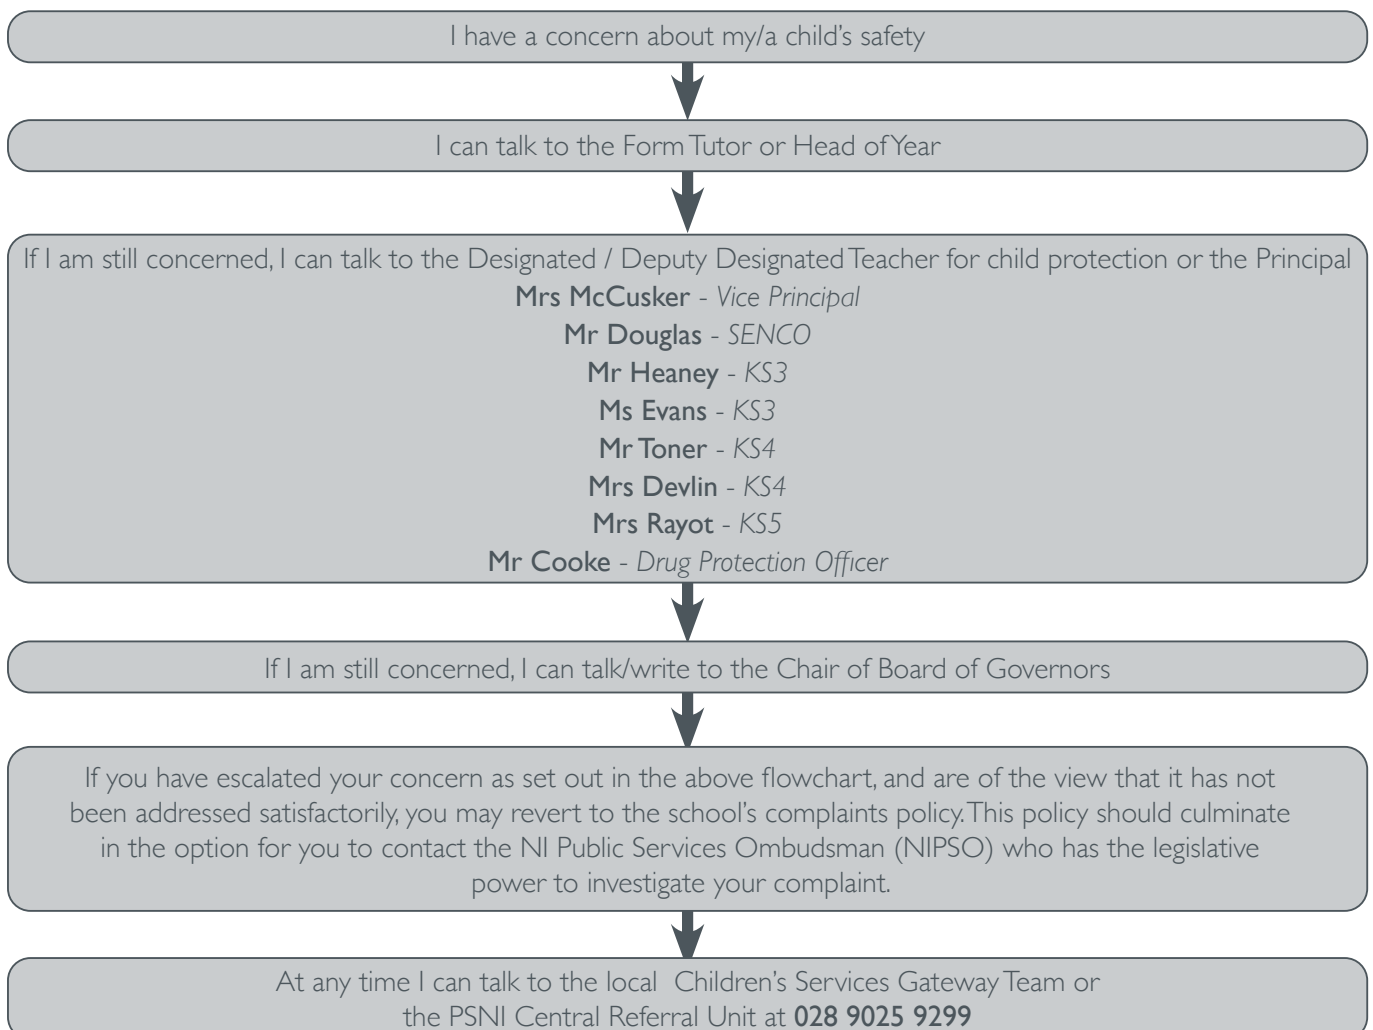 I have a concern about my/a child's safety
I can talk to the Form Tutor or Head of Year
If I am still concerned, I can talk to the Designated / Deputy Designated Teacher for child protection or the Principal
Mrs McCusker - Vice Principal
Mr Douglas - SENCO
Mr Heaney - KS3
Ms Evans - KS3
Mr Toner - KS4
Mrs Devlin - KS4
Mrs Rayot - KS5
Mr Cooke - Drug Protection Officer
If I am still concerned, I can talk/write to the Chair of Board of Governors
If you have escalated your concern as set out in the above flowchart, and are of the view that it has not
been addressed satisfactorily, you may revert to the school's complaints policy. This policy should culminate
in the option for you to contact the NI Public Services Ombudsman (NIPSO) who has the legislative
power to investigate your complaint.
At any time I can talk to the local Children's Services Gateway Team or
the PSNI Central Referral Unit at 028 9025 9299